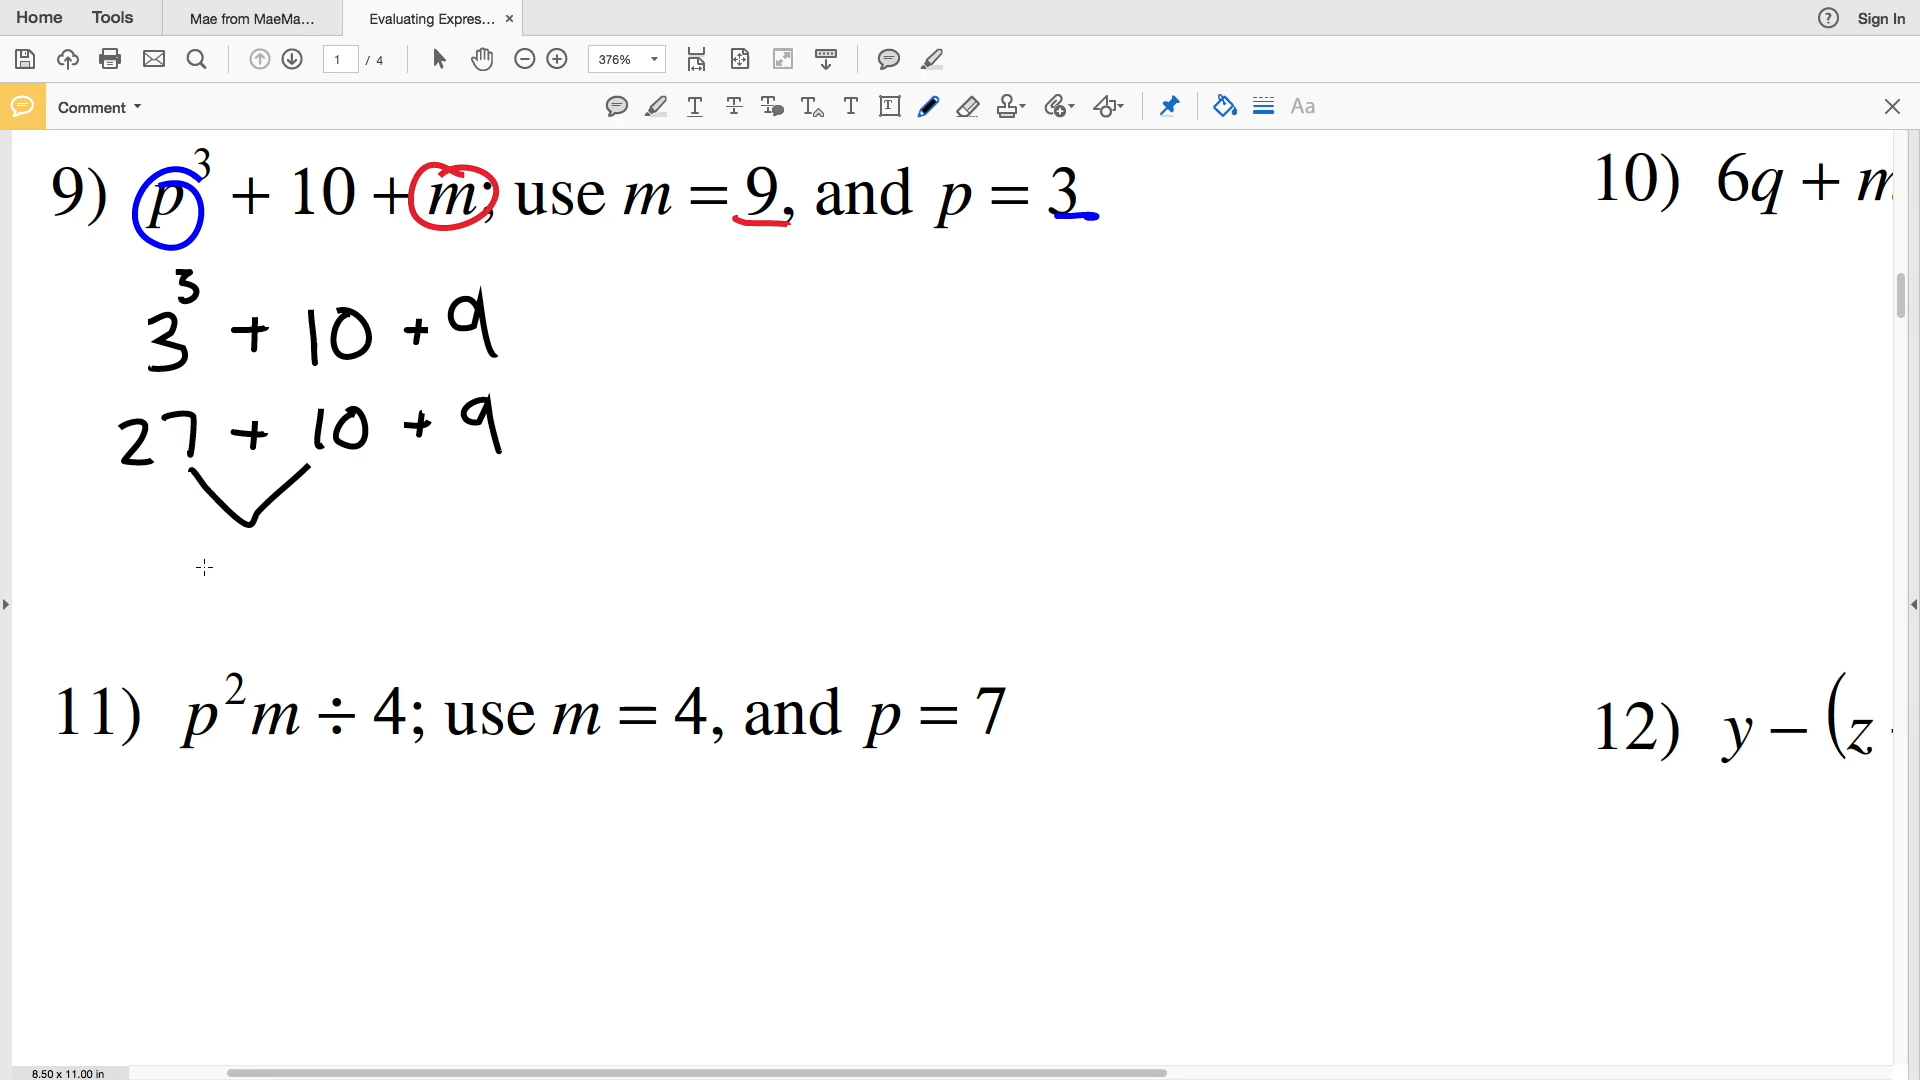 Home Tools Mae from MaeMa... Evaluating Expres... × ? Sign In
1 / 4 376%
Comment T T T T T T Aa
9) p³ + 10 + m; use m = 9, and p = 3
10) 6q + m
3³ + 10 + 9
27 + 10 + 9
11) p²m ÷ 4; use m = 4, and p = 7
12) y − (z
8.50 x 11.00 in